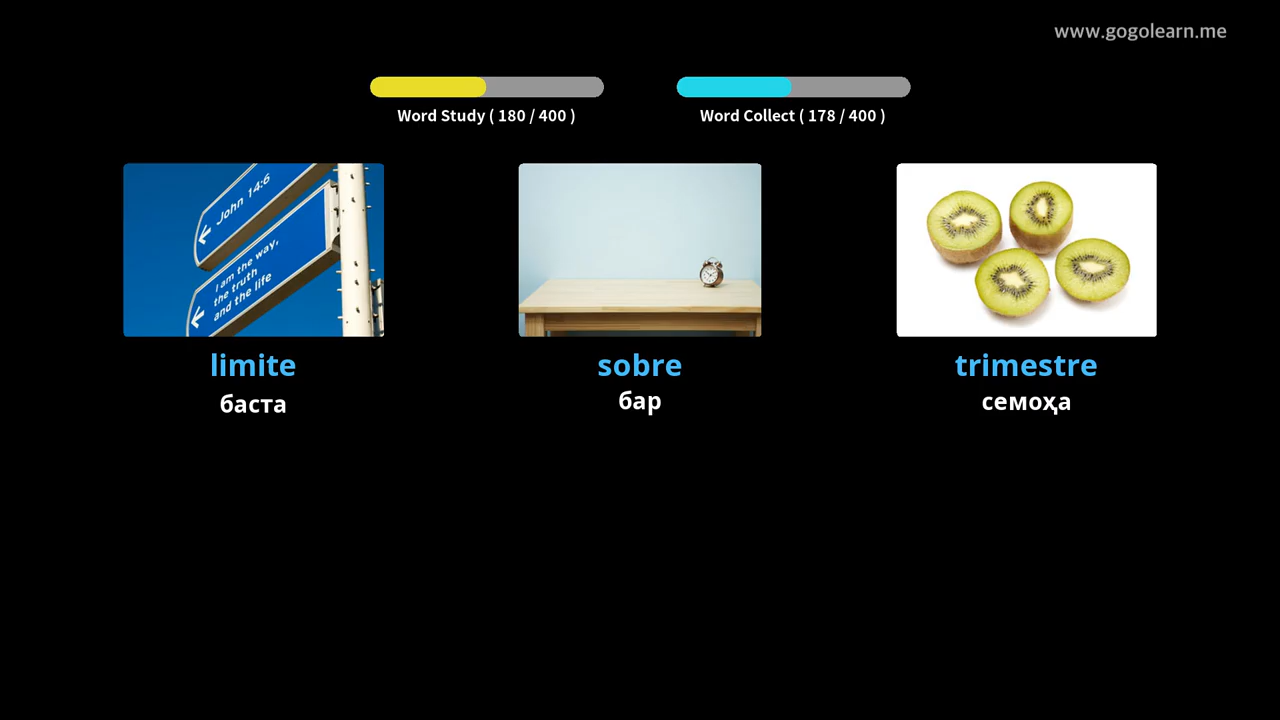 www.gogolearn.me
Word Study ( 180 / 400 )
Word Collect ( 178 / 400 )
John 14:6
I am the way,
the truth
and the life
limite
баста
sobre
бар
trimestre
семоҳа